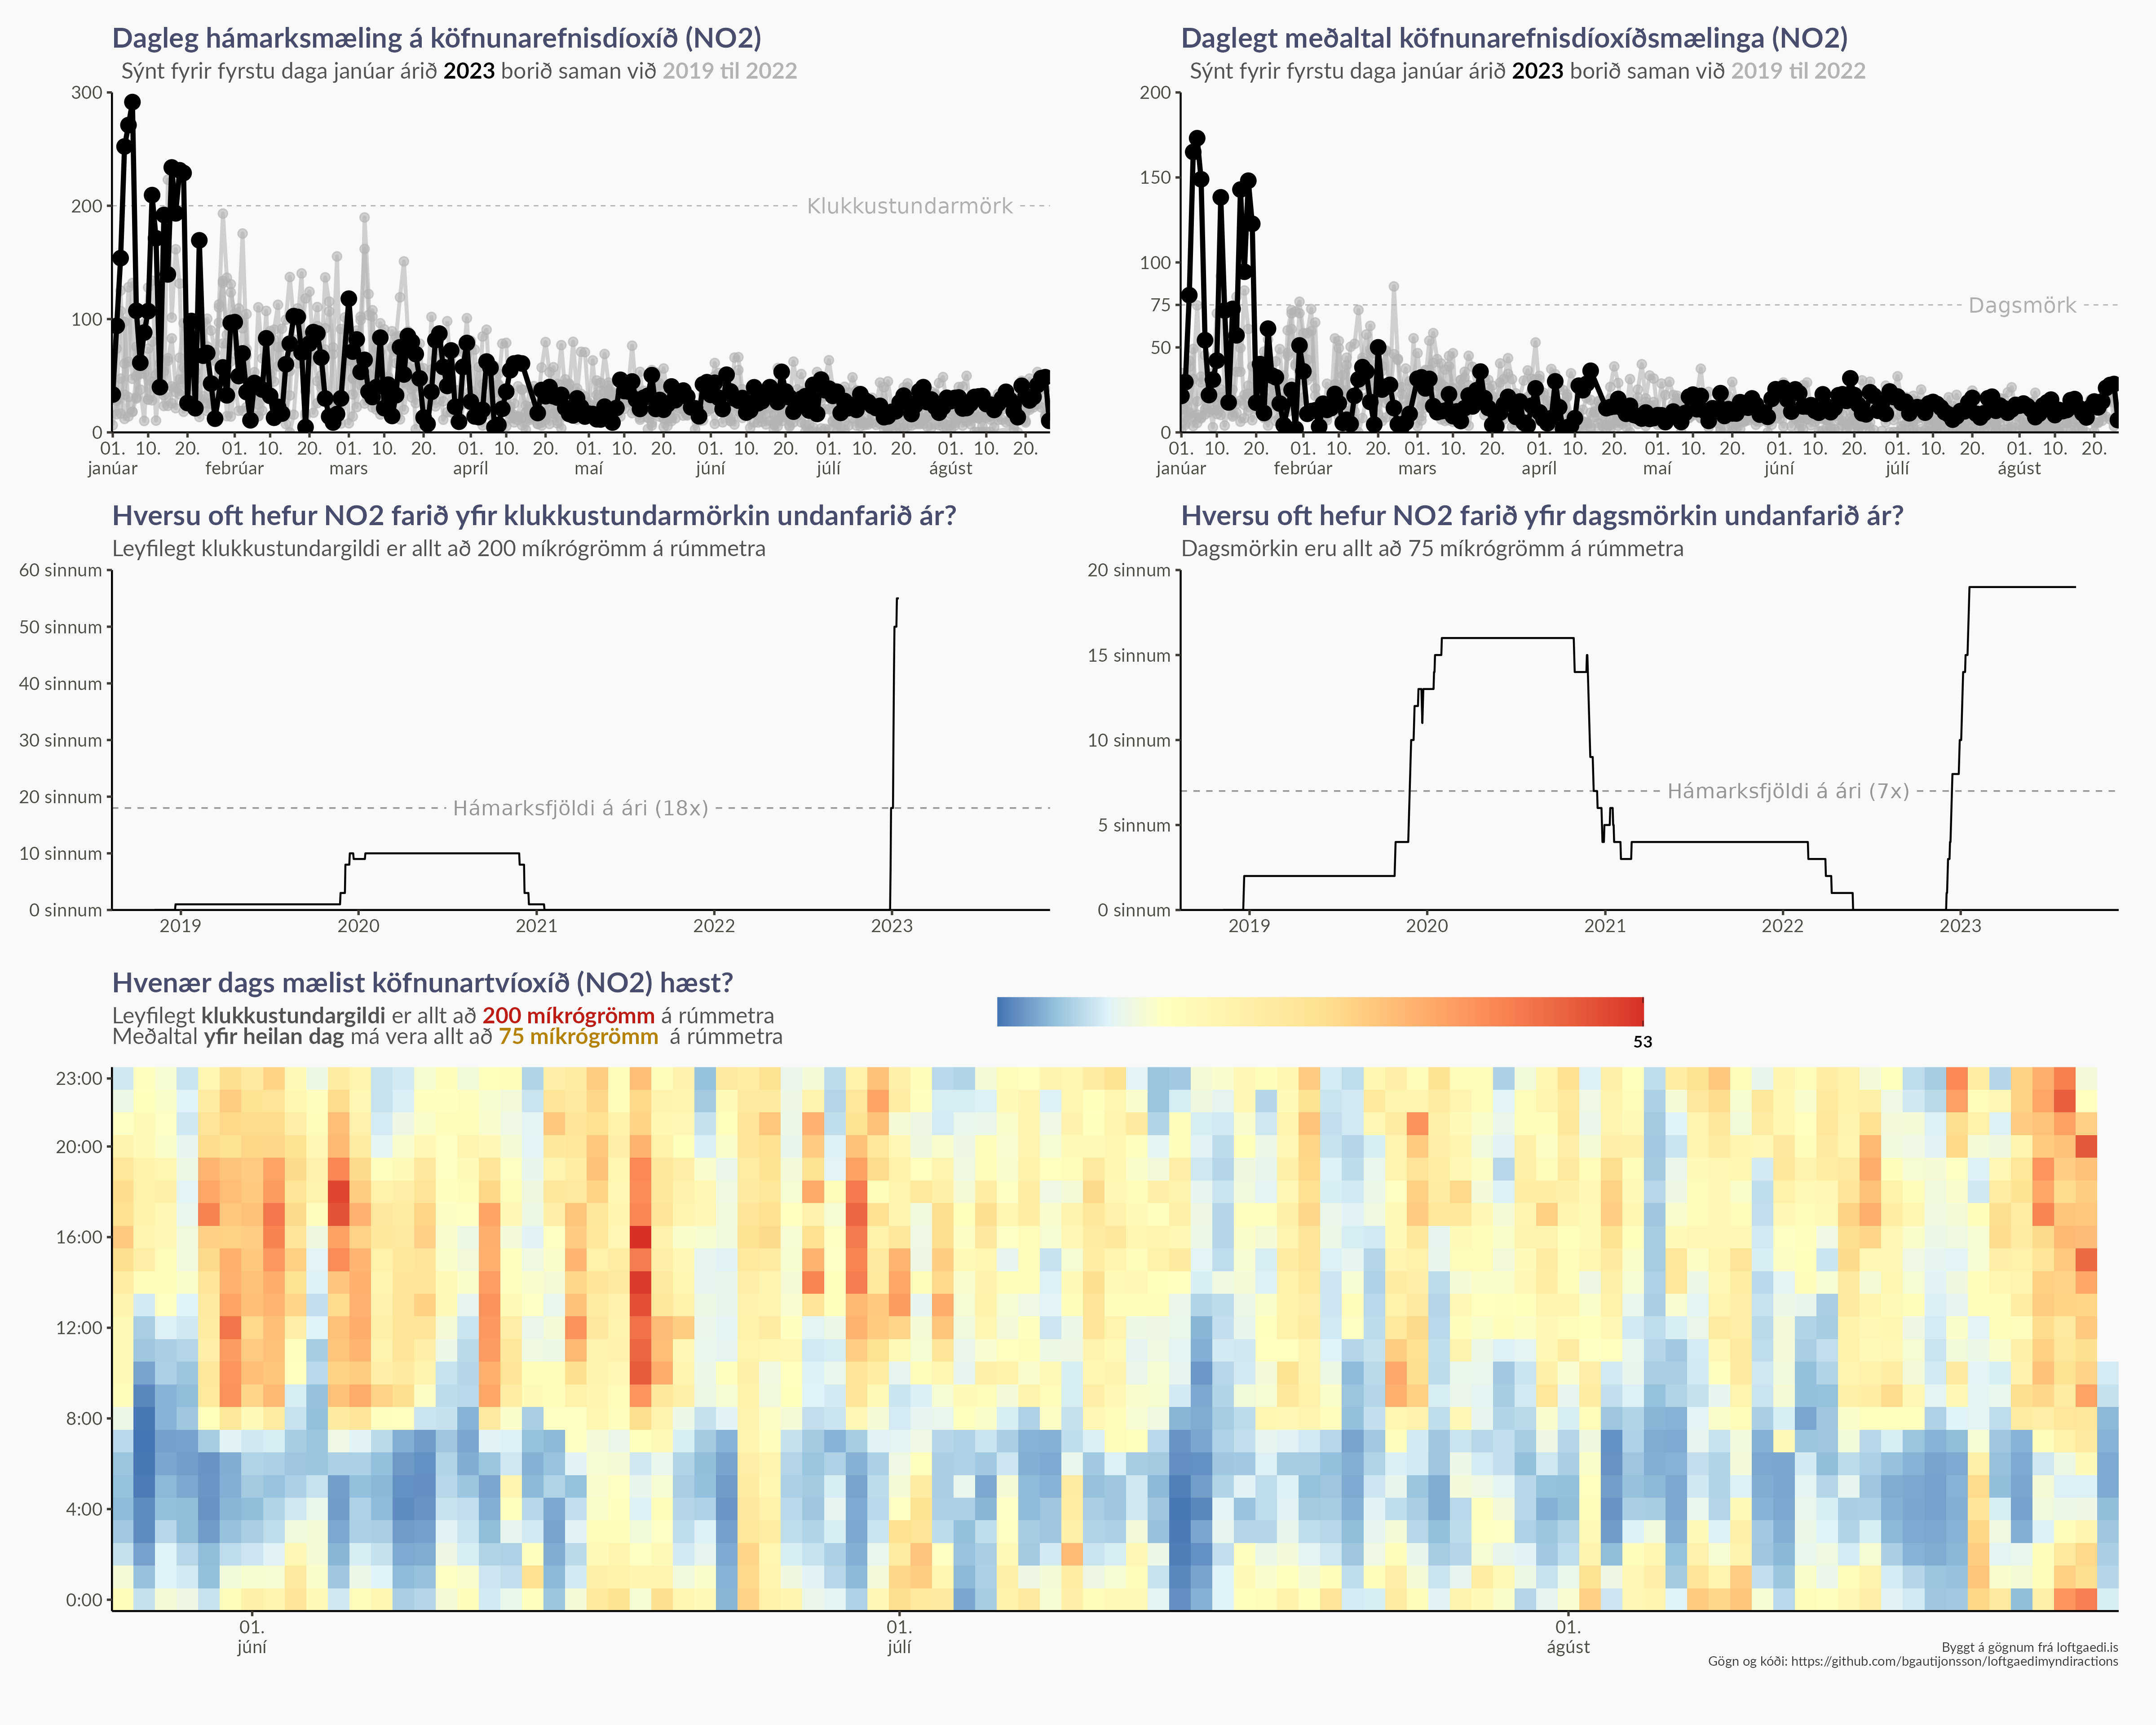 Dagleg hámarksmæling á köfnunarefnisdíoxíð (NO2)
Sýnt fyrir fyrstu daga janúar árið 2023 borið saman við 2019 til 2022
300
200
100
0
Klukkustundarmörk
01. 10. 20. 01. 10. 20. 01. 10. 20. 01. 10. 20. 01. 10. 20. 01. 10. 20. 01. 10. 20. 01. 10. 20.
janúar febrúar mars apríl maí júní júlí ágúst
Daglegt meðaltal köfnunarefnisdíoxíðsmælinga (NO2)
Sýnt fyrir fyrstu daga janúar árið 2023 borið saman við 2019 til 2022
200
150
100
75
50
0
Dagsmörk
01. 10. 20. 01. 10. 20. 01. 10. 20. 01. 10. 20. 01. 10. 20. 01. 10. 20. 01. 10. 20. 01. 10. 20.
janúar febrúar mars apríl maí júní júlí ágúst
Hversu oft hefur NO2 farið yfir klukkustundarmörkin undanfarið ár?
Leyfilegt klukkustundargildi er allt að 200 míkrógrömm á rúmmetra
60 sinnum
50 sinnum
40 sinnum
30 sinnum
20 sinnum
10 sinnum
0 sinnum
Hámarksfjöldi á ári (18x)
2019 2020 2021 2022 2023
Hversu oft hefur NO2 farið yfir dagsmörkin undanfarið ár?
Dagsmörkin eru allt að 75 míkrógrömm á rúmmetra
20 sinnum
15 sinnum
10 sinnum
5 sinnum
0 sinnum
Hámarksfjöldi á ári (7x)
2019 2020 2021 2022 2023
Hvenær dags mælist köfnunartvíoxíð (NO2) hæst?
Leyfilegt klukkustundargildi er allt að 200 míkrógrömm á rúmmetra
Meðaltal yfir heilan dag má vera allt að 75 míkrógrömm á rúmmetra
53
23:00
20:00
16:00
12:00
8:00
4:00
0:00
01. 01. 01.
júní júlí ágúst
Byggt á gögnum frá loftgaedi.is
Gögn og kóði: https://github.com/bgautijonsson/loftgaedimyndiractions